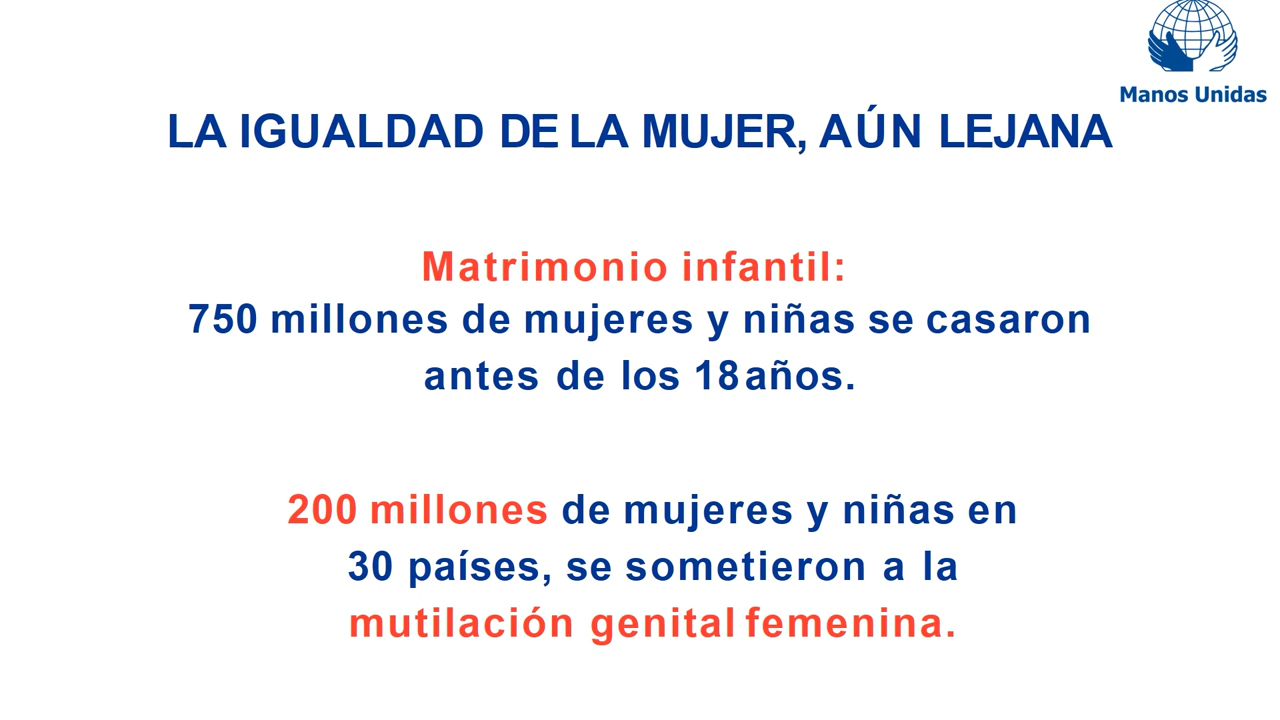 Manos Unidas
LA IGUALDAD DE LA MUJER, AÚN LEJANA
Matrimonio infantil:
750 millones de mujeres y niñas se casaron
antes de los 18 años.
200 millones de mujeres y niñas en
30 países, se sometieron a la
mutilación genital femenina.